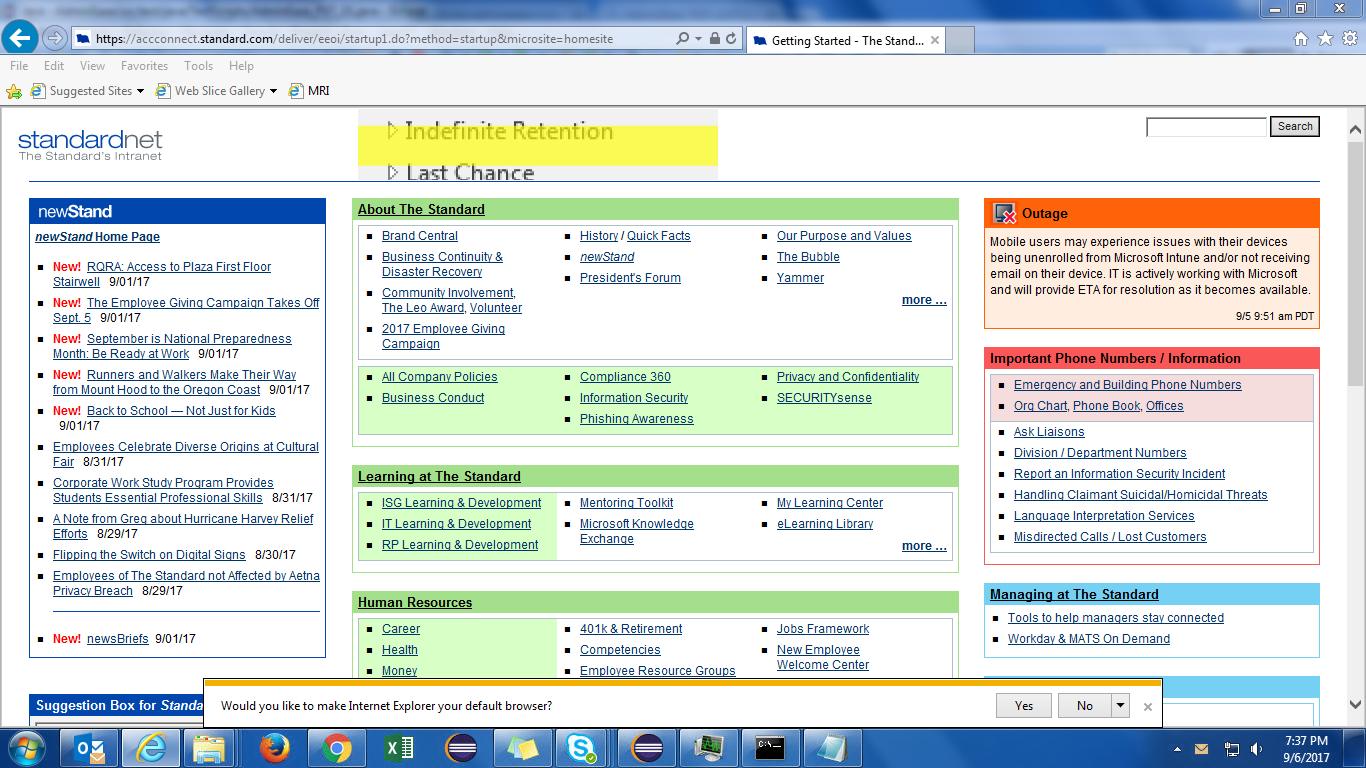 https://accconnect.standard.com/deliver/eeoi/startup1.do?method=startup&microsite=homesite
Getting Started - The Stand...
File Edit View Favorites Tools Help
Suggested Sites Web Slice Gallery MRI
standardnet
The Standard's Intranet
Indefinite Retention
Last Chance
Search
newStand
newStand Home Page
New! RQRA: Access to Plaza First Floor
Stairwell 9/01/17
New! The Employee Giving Campaign Takes Off
Sept. 5 9/01/17
New! September is National Preparedness
Month: Be Ready at Work 9/01/17
New! Runners and Walkers Make Their Way
from Mount Hood to the Oregon Coast 9/01/17
New! Back to School — Not Just for Kids
9/01/17
Employees Celebrate Diverse Origins at Cultural
Fair 8/31/17
Corporate Work Study Program Provides
Students Essential Professional Skills 8/31/17
A Note from Greg about Hurricane Harvey Relief
Efforts 8/29/17
Flipping the Switch on Digital Signs 8/30/17
Employees of The Standard not Affected by Aetna
Privacy Breach 8/29/17
New! newsBriefs 9/01/17
Suggestion Box for Standa
About The Standard
Brand Central
Business Continuity &
Disaster Recovery
Community Involvement,
The Leo Award, Volunteer
2017 Employee Giving
Campaign
History / Quick Facts
newStand
President's Forum
Our Purpose and Values
The Bubble
Yammer
more ...
All Company Policies
Business Conduct
Compliance 360
Information Security
Phishing Awareness
Privacy and Confidentiality
SECURITYsense
Learning at The Standard
ISG Learning & Development
IT Learning & Development
RP Learning & Development
Mentoring Toolkit
Microsoft Knowledge
Exchange
My Learning Center
eLearning Library
more ...
Human Resources
Career
Health
Money
401k & Retirement
Competencies
Employee Resource Groups
Jobs Framework
New Employee
Welcome Center
Outage
Mobile users may experience issues with their devices
being unenrolled from Microsoft Intune and/or not receiving
email on their device. IT is actively working with Microsoft
and will provide ETA for resolution as it becomes available.
9/5 9:51 am PDT
Important Phone Numbers / Information
Emergency and Building Phone Numbers
Org Chart, Phone Book, Offices
Ask Liaisons
Division / Department Numbers
Report an Information Security Incident
Handling Claimant Suicidal/Homicidal Threats
Language Interpretation Services
Misdirected Calls / Lost Customers
Managing at The Standard
Tools to help managers stay connected
Workday & MATS On Demand
Would you like to make Internet Explorer your default browser?
Yes No
7:37 PM
9/6/2017